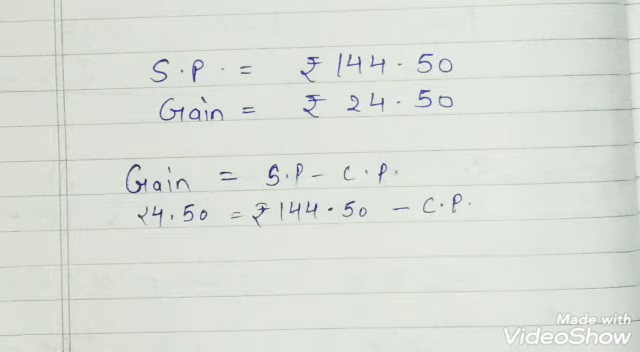 S.P. = ₹ 144.50
Gain = ₹ 24.50
Gain = S.P - C.P.
24.50 = ₹ 144.50 - C.P.
Made with
VideoShow